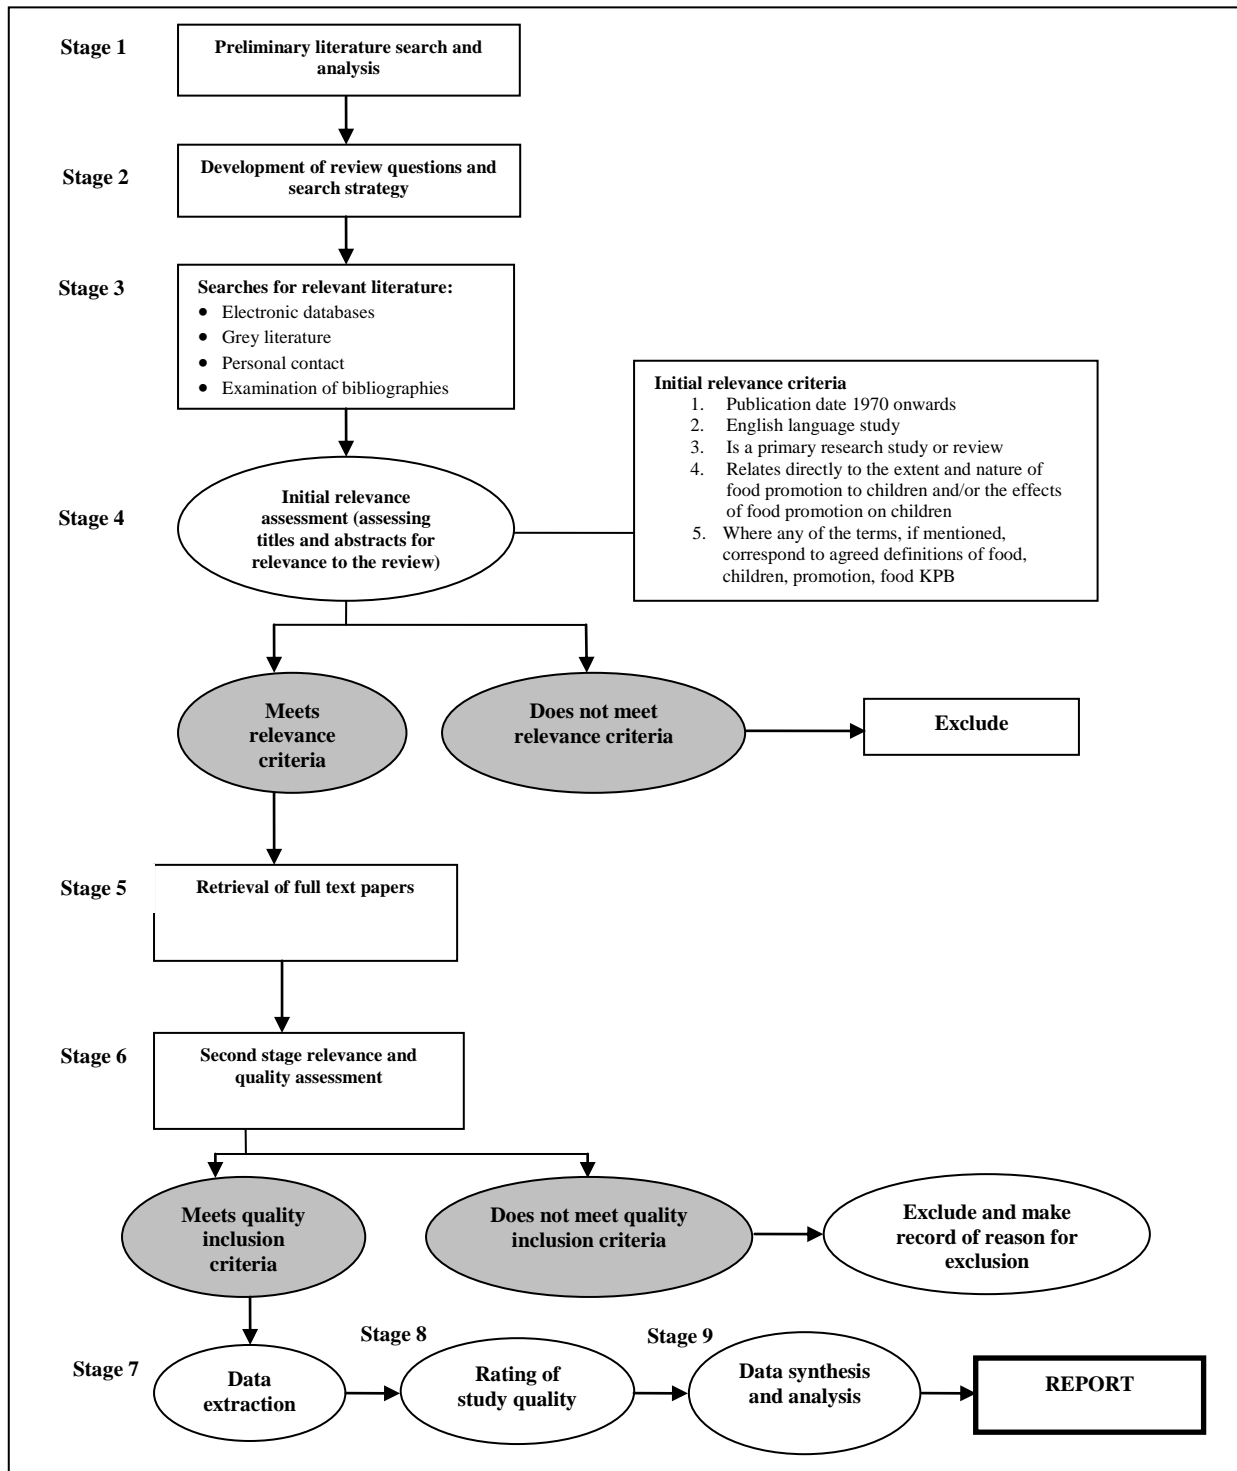 Stage 1
Preliminary literature search and
analysis
Stage 2
Development of review questions and
search strategy
Stage 3
Searches for relevant literature:
• Electronic databases
• Grey literature
• Personal contact
• Examination of bibliographies
Initial relevance criteria
1. Publication date 1970 onwards
2. English language study
3. Is a primary research study or review
4. Relates directly to the extent and nature of
food promotion to children and/or the effects
of food promotion on children
5. Where any of the terms, if mentioned,
correspond to agreed definitions of food,
children, promotion, food KPB
Stage 4
Initial relevance
assessment (assessing
titles and abstracts for
relevance to the review)
Meets
relevance
criteria
Does not meet
relevance criteria
Exclude
Stage 5
Retrieval of full text papers
Stage 6
Second stage relevance and
quality assessment
Meets quality
inclusion
criteria
Does not meet quality
inclusion criteria
Exclude and make
record of reason for
exclusion
Stage 7
Data
extraction
Stage 8
Rating of
study quality
Stage 9
Data synthesis
and analysis
REPORT